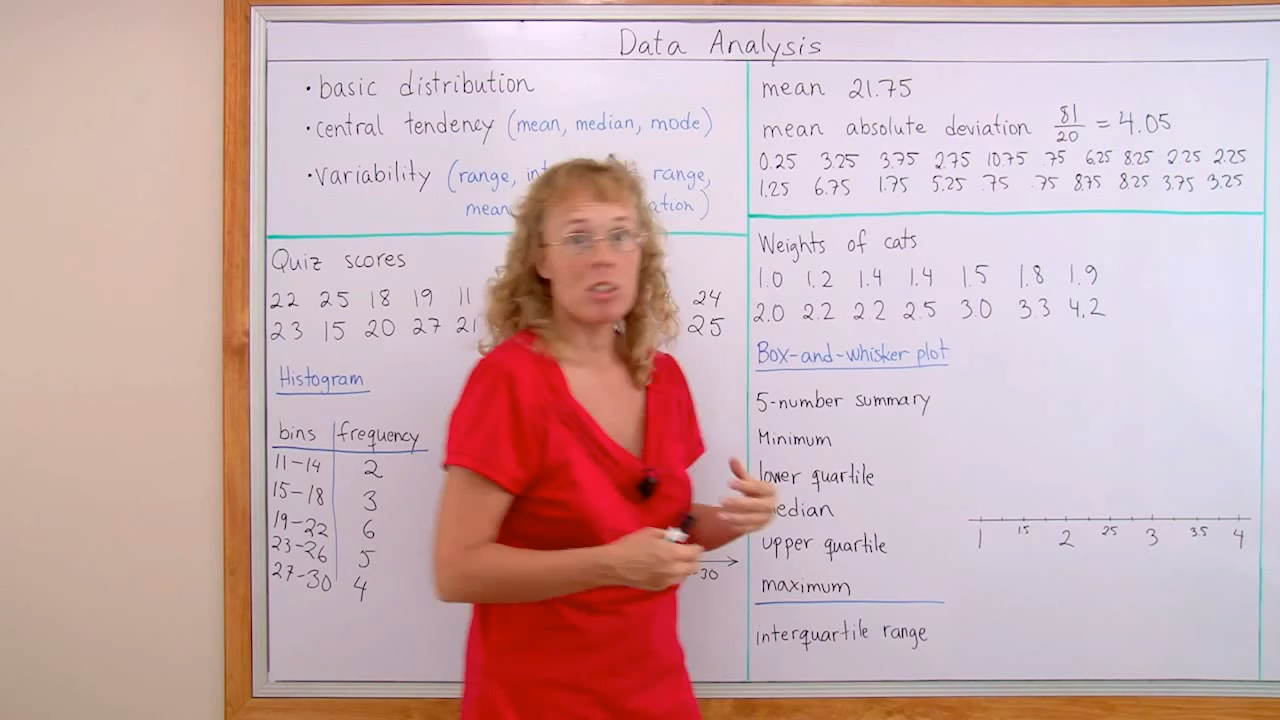 Data Analysis
• basic distribution
• central tendency (mean, median, mode)
• variability (range, range,
mean
Quiz scores
22 25 18 19 11 24
23 15 20 27 21 25
Histogram
bins frequency
11-14 2
15-18 3
19-22 6
23-26 5
27-30 4
-30
mean 21.75
mean absolute deviation 81/20 = 4.05
0.25 3.25 3.75 2.75 10.75 .75 6.25 8.25 2.25 2.25
1.25 6.75 1.75 5.25 .75 .75 8.75 8.25 3.75 3.25
Weights of cats
1.0 1.2 1.4 1.4 1.5 1.8 1.9
2.0 2.2 2.2 2.5 3.0 3.3 4.2
Box-and-whisker plot
5-number summary
Minimum
lower quartile
median
upper quartile
maximum
interquartile range
1 1.5 2 2.5 3 3.5 4